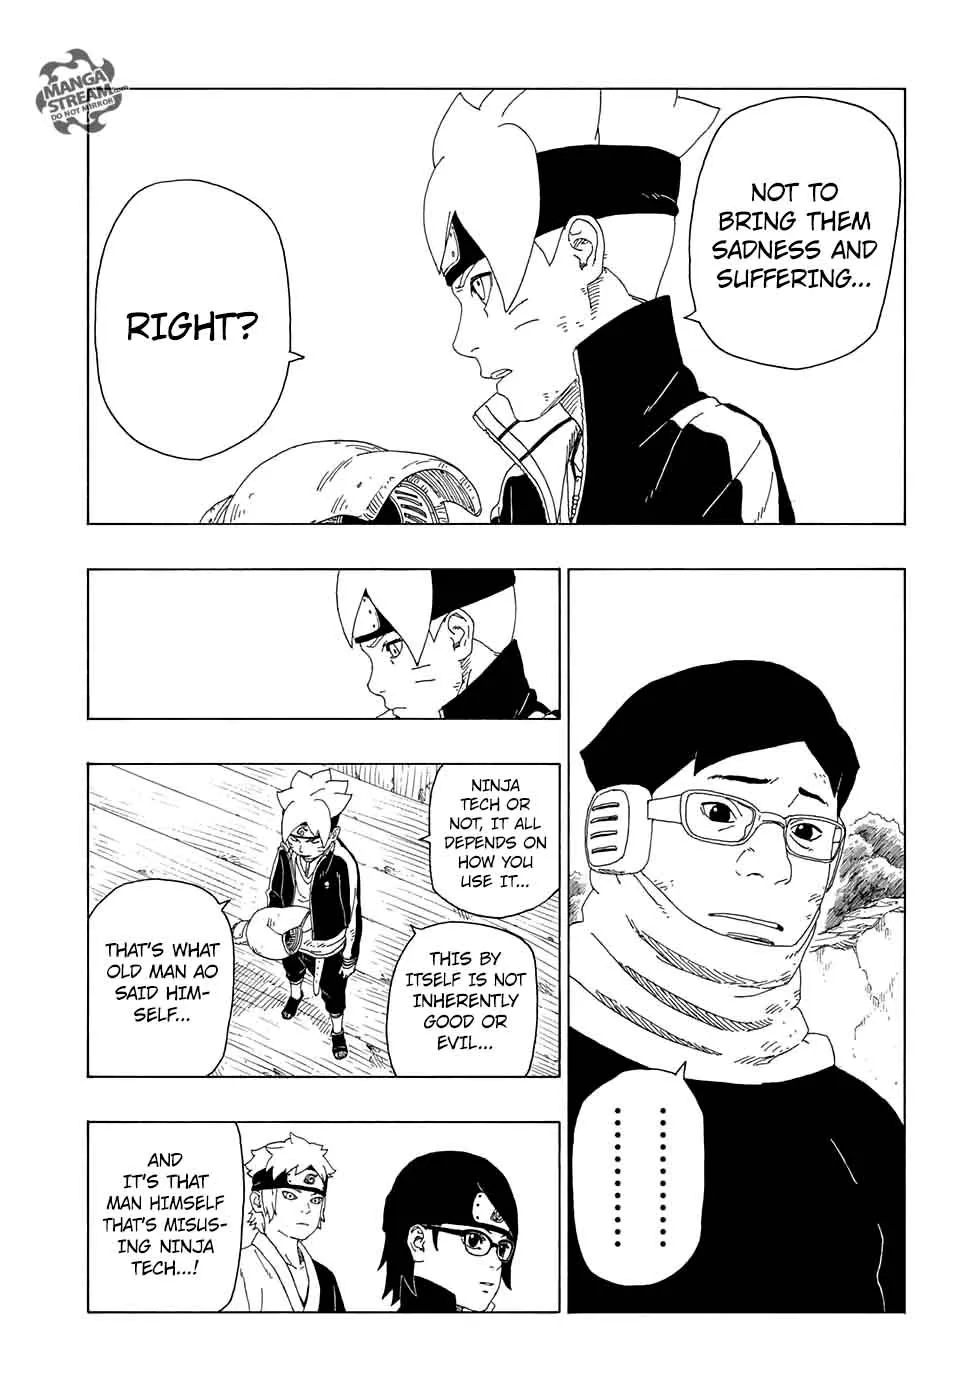 MANGA
STREAM.com
DO NOT MIRROR
NOT TO
BRING THEM
SADNESS AND
SUFFERING...
RIGHT?
NINJA
TECH OR
NOT, IT ALL
DEPENDS ON
HOW YOU
USE IT...
THIS BY
ITSELF IS NOT
INHERENTLY
GOOD OR
EVIL...
THAT'S WHAT
OLD MAN AO
SAID HIM-
SELF...
AND
IT'S THAT
MAN HIMSELF
THAT'S MISUS-
ING NINJA
TECH...!